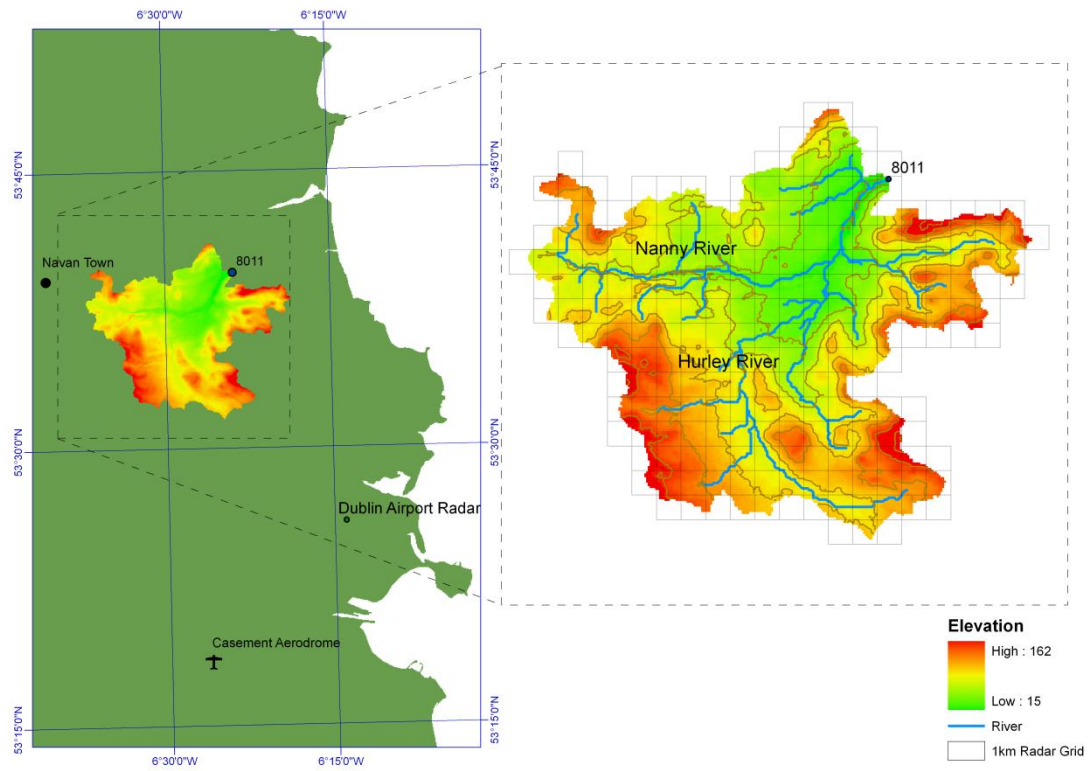 6°30'0"W
6°15'0"W
53°45'0"N
53°45'0"N
Navan Town
8011
53°30'0"N
53°30'0"N
Dublin Airport Radar
Casement Aerodrome
53°15'0"N
53°15'0"N
6°30'0"W
6°15'0"W
8011
Nanny River
Hurley River
Elevation
High : 162
Low : 15
River
1km Radar Grid